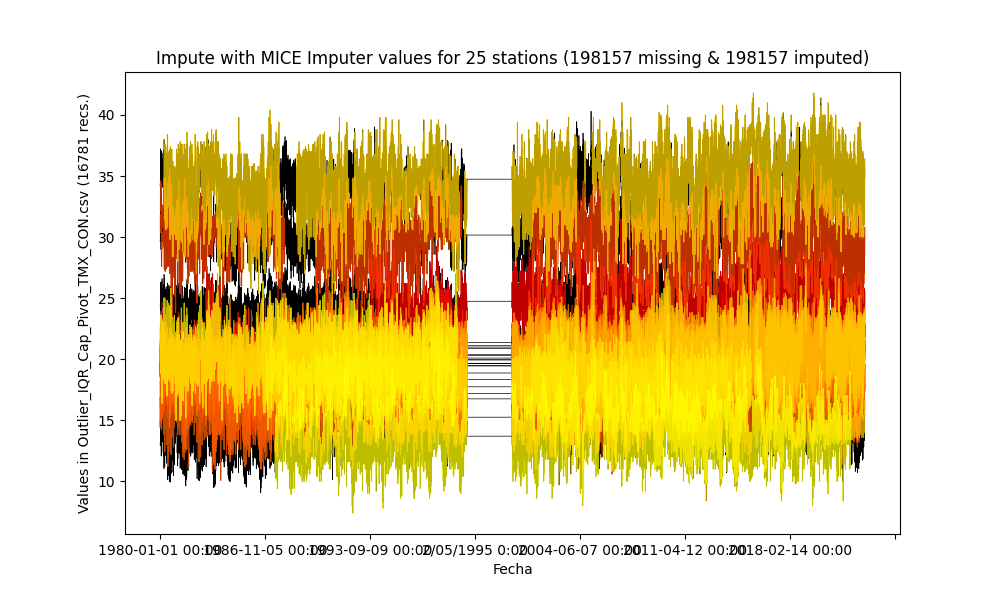 Impute with MICE Imputer values for 25 stations (198157 missing & 198157 imputed)
Values in Outlier_IQR_Cap_Pivot_TMX_CON.csv (16781 recs.)
40
35
30
25
20
15
10
1980-01-01 00:00 1986-11-05 00:00 1993-09-09 00:00 2/05/1995 0:00 2004-06-07 00:00 2011-04-12 00:00 2018-02-14 00:00
Fecha